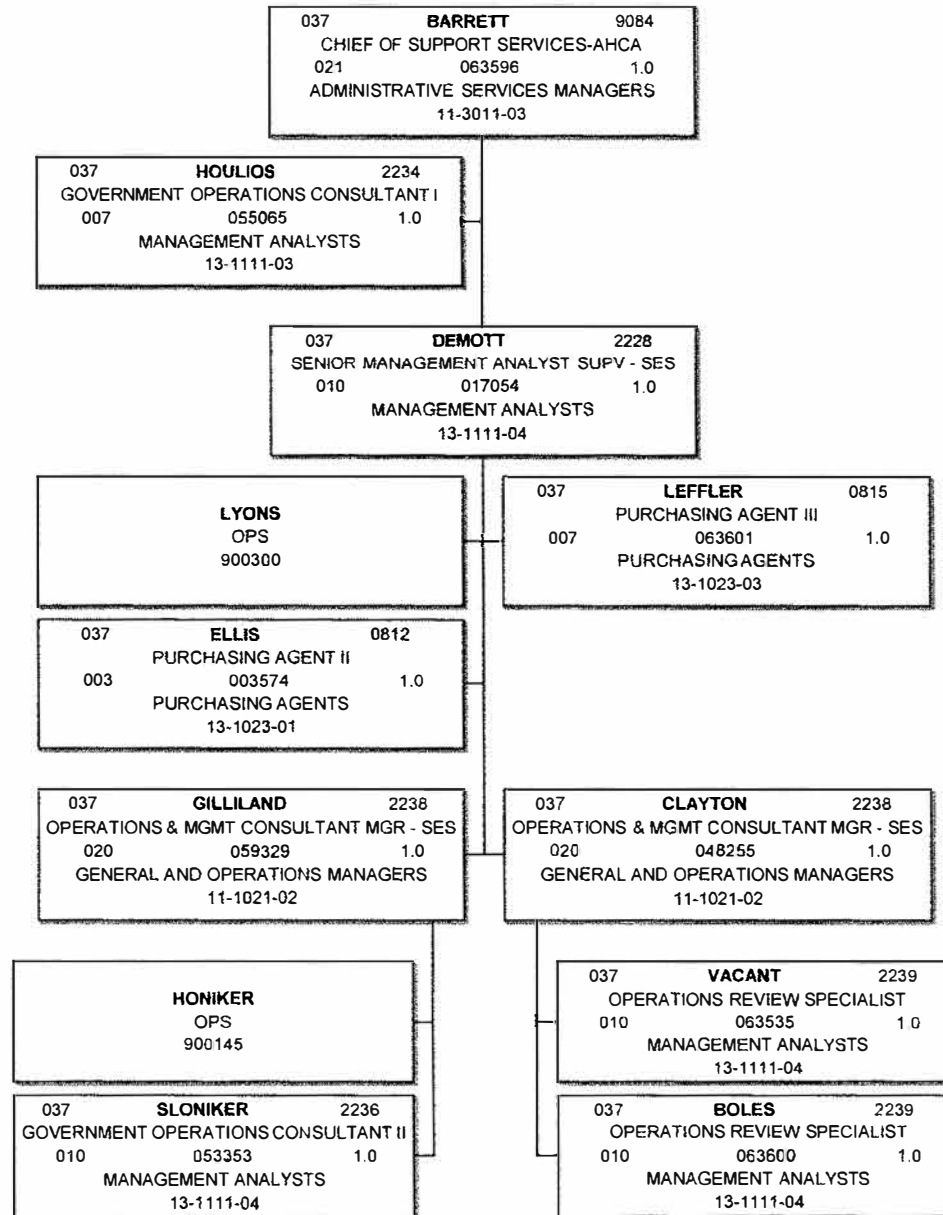 037 BARRETT 9084
CHIEF OF SUPPORT SERVICES-AHCA
021 063596 1.0
ADMINISTRATIVE SERVICES MANAGERS
11-3011-03
037 HOULIOS 2234
GOVERNMENT OPERATIONS CONSULTANT I
007 055065 1.0
MANAGEMENT ANALYSTS
13-1111-03
037 DEMOTT 2228
SENIOR MANAGEMENT ANALYST SUPV - SES
010 017054 1.0
MANAGEMENT ANALYSTS
13-1111-04
LYONS
OPS
900300
037 LEFFLER 0815
PURCHASING AGENT III
007 063601 1.0
PURCHASING AGENTS
13-1023-03
037 ELLIS 0812
PURCHASING AGENT II
003 003574 1.0
PURCHASING AGENTS
13-1023-01
037 GILLILAND 2238
OPERATIONS & MGMT CONSULTANT MGR - SES
020 059329 1.0
GENERAL AND OPERATIONS MANAGERS
11-1021-02
037 CLAYTON 2238
OPERATIONS & MGMT CONSULTANT MGR - SES
020 048255 1.0
GENERAL AND OPERATIONS MANAGERS
11-1021-02
HONIKER
OPS
900145
037 VACANT 2239
OPERATIONS REVIEW SPECIALIST
010 063535 1.0
MANAGEMENT ANALYSTS
13-1111-04
037 SLONIKER 2236
GOVERNMENT OPERATIONS CONSULTANT II
010 053353 1.0
MANAGEMENT ANALYSTS
13-1111-04
037 BOLES 2239
OPERATIONS REVIEW SPECIALIST
010 063600 1.0
MANAGEMENT ANALYSTS
13-1111-04